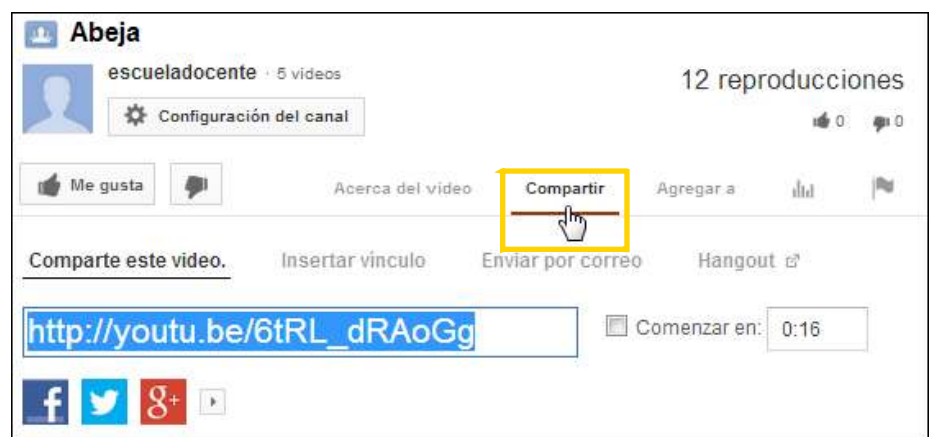 Abeja
escueladocente · 5 videos
12 reproducciones
Configuración del canal
0 0
Me gusta
Acerca del video Compartir Agregar a
Comparte este video. Insertar vínculo Enviar por correo Hangout
http://youtu.be/6tRL_dRAoGg
Comenzar en: 0:16
f 8+